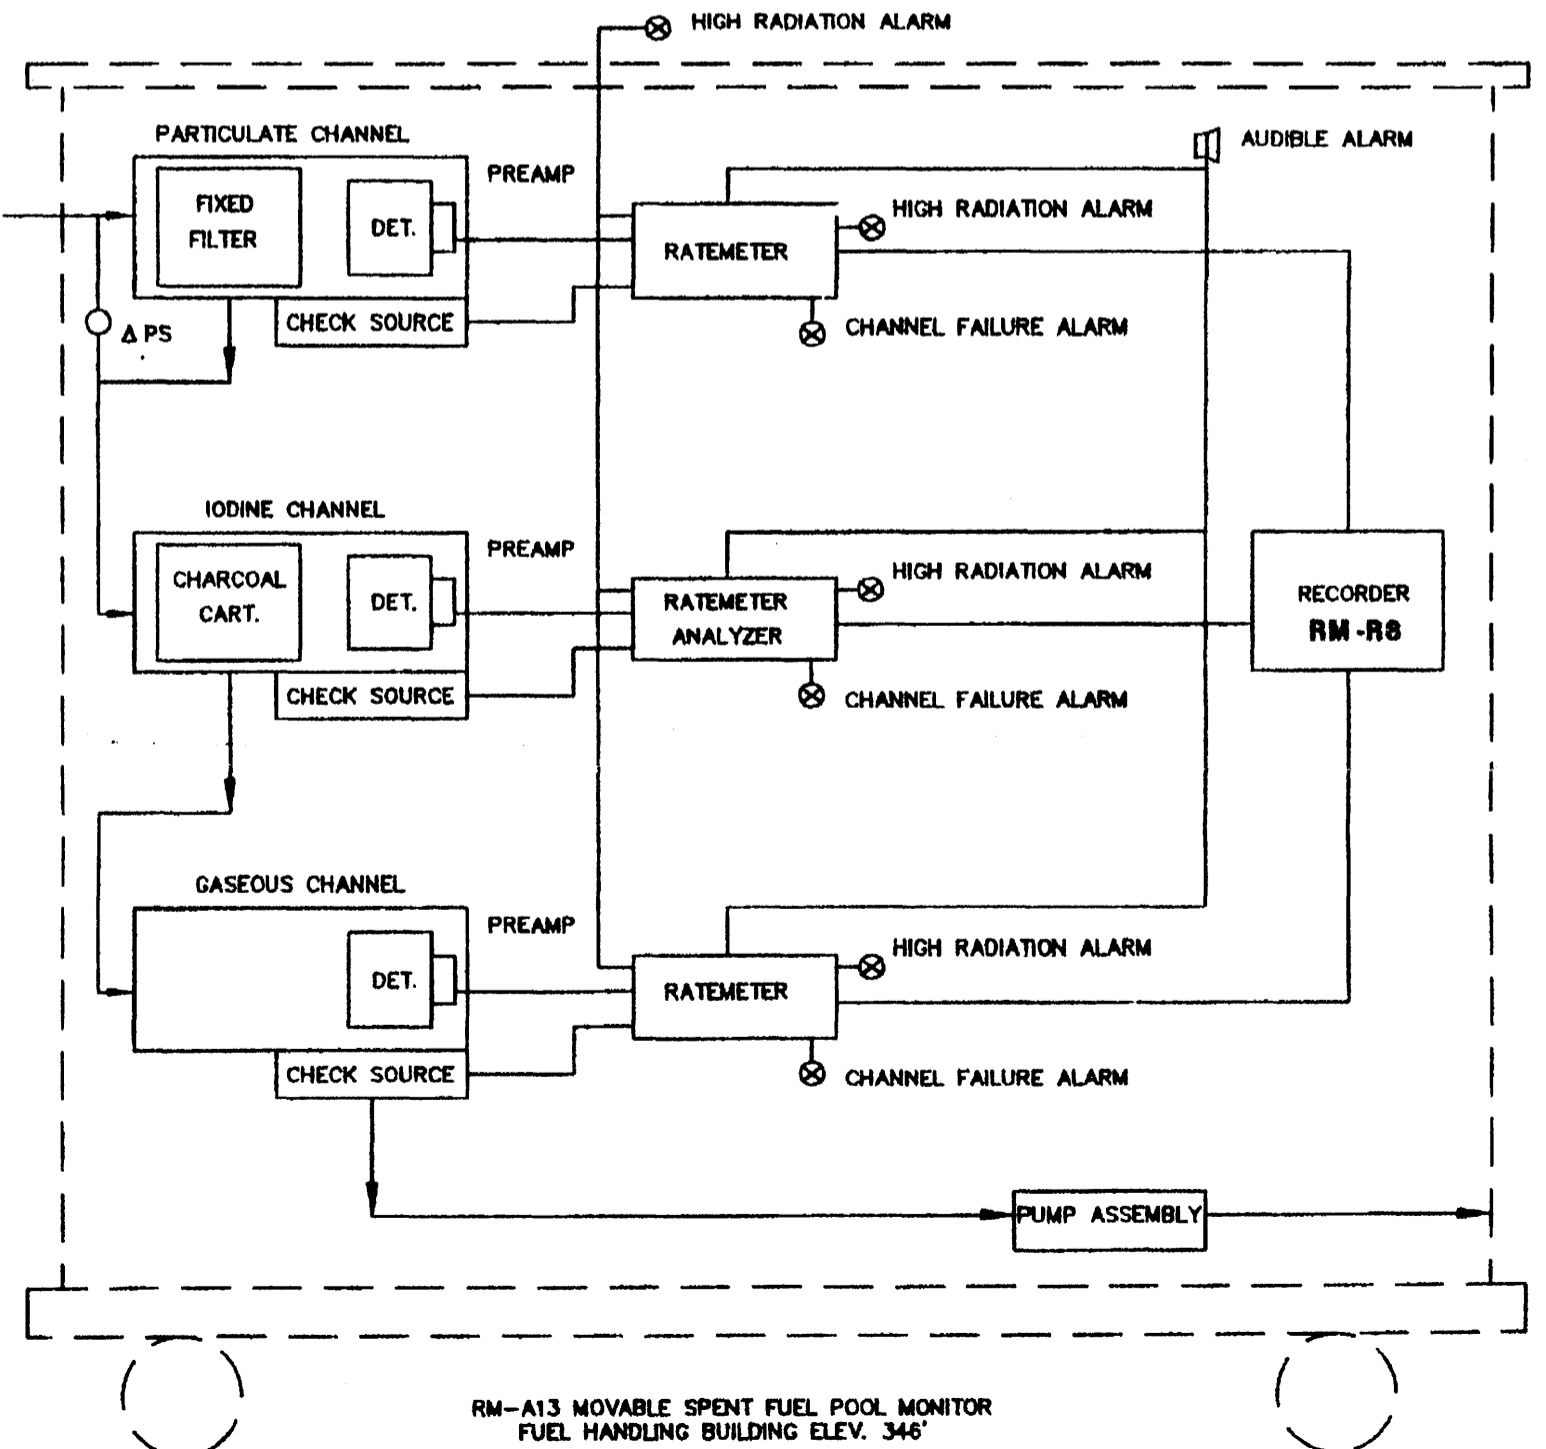 HIGH RADIATION ALARM
AUDIBLE ALARM
PARTICULATE CHANNEL
PREAMP
FIXED
FILTER
DET.
RATEMETER
HIGH RADIATION ALARM
CHECK SOURCE
CHANNEL FAILURE ALARM
Δ PS
IODINE CHANNEL
PREAMP
CHARCOAL
CART.
DET.
RATEMETER
ANALYZER
HIGH RADIATION ALARM
RECORDER
RM-R8
CHECK SOURCE
CHANNEL FAILURE ALARM
GASEOUS CHANNEL
PREAMP
DET.
RATEMETER
HIGH RADIATION ALARM
CHECK SOURCE
CHANNEL FAILURE ALARM
PUMP ASSEMBLY
RM-A13 MOVABLE SPENT FUEL POOL MONITOR
FUEL HANDLING BUILDING ELEV. 346'